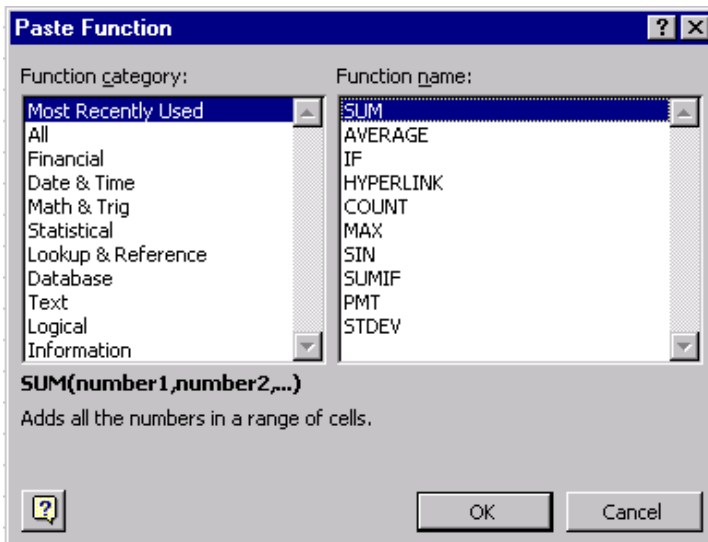 Paste Function
Function category:
Most Recently Used
All
Financial
Date & Time
Math & Trig
Statistical
Lookup & Reference
Database
Text
Logical
Information
Function name:
SUM
AVERAGE
IF
HYPERLINK
COUNT
MAX
SIN
SUMIF
PMT
STDEV
SUM(number1,number2,...)
Adds all the numbers in a range of cells.
OK
Cancel